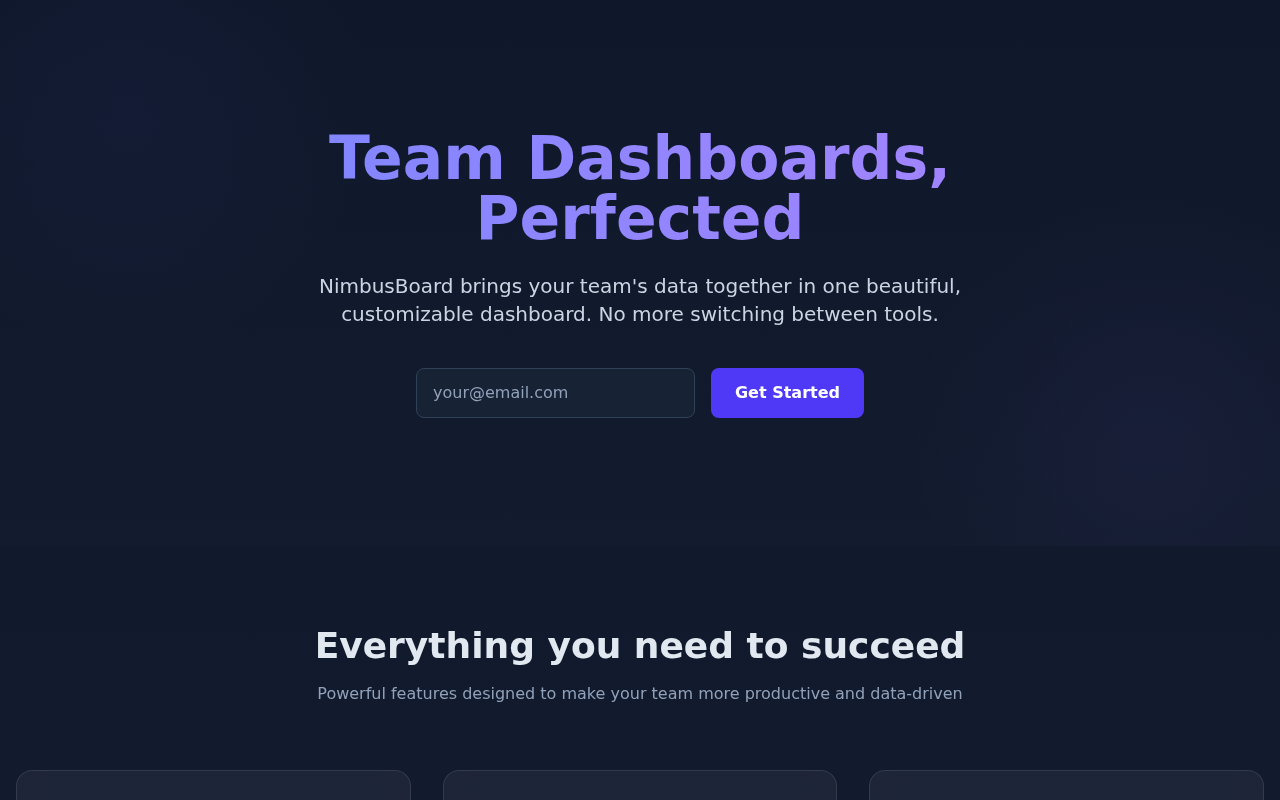 Team Dashboards,
Perfected
NimbusBoard brings your team's data together in one beautiful,
customizable dashboard. No more switching between tools.
your@email.com
Get Started
Everything you need to succeed
Powerful features designed to make your team more productive and data-driven